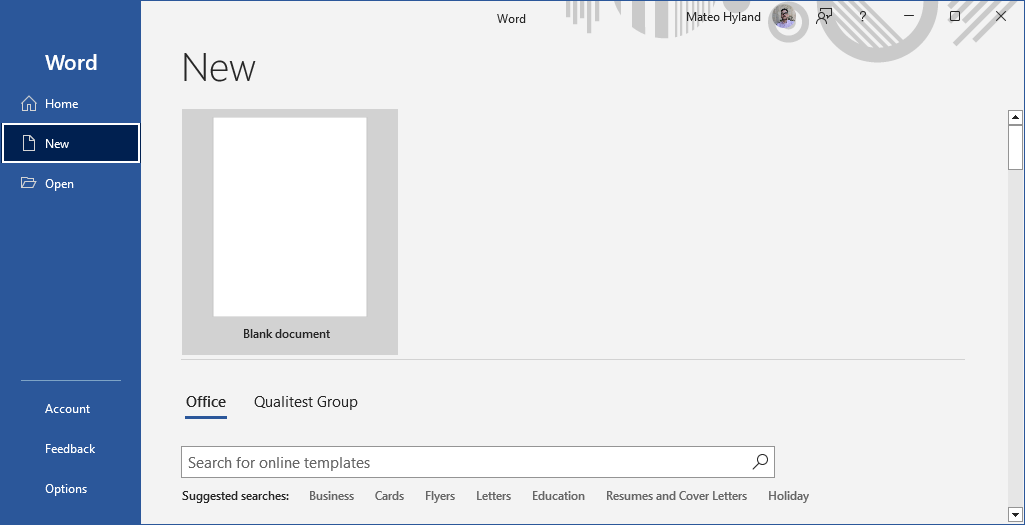 Word
Mateo Hyland
?
Word
Home
New
Open
Account
Feedback
Options
New
Blank document
Office Qualitest Group
Search for online templates
Suggested searches: Business Cards Flyers Letters Education Resumes and Cover Letters Holiday